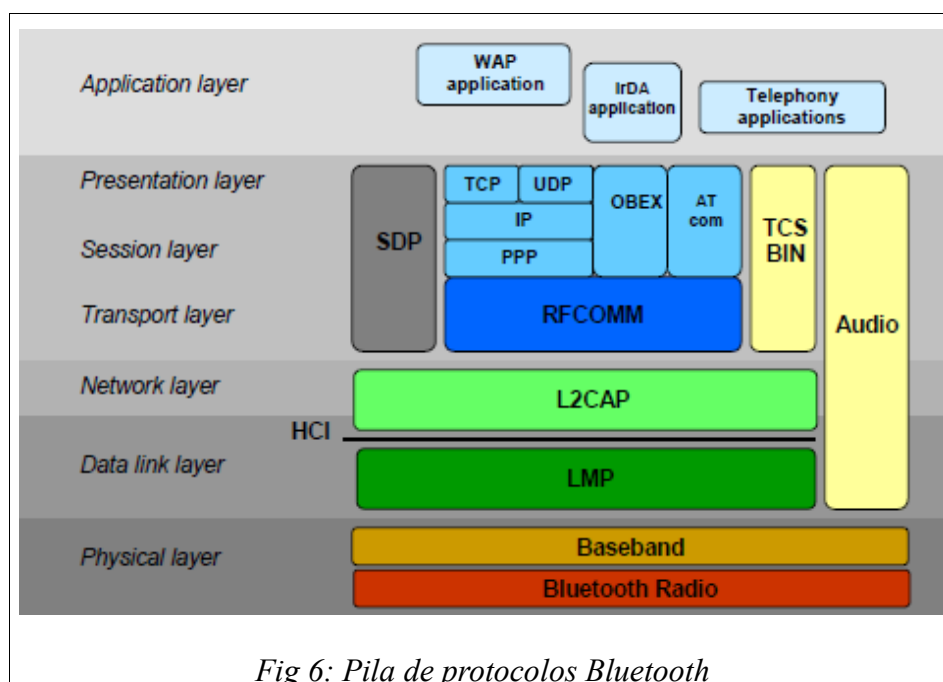 Application layer
WAP
application
IrDA
application
Telephony
applications
Presentation layer
Session layer
Transport layer
SDP
TCP
UDP
IP
PPP
OBEX
AT
com
RFCOMM
TCS
BIN
Audio
Network layer
L2CAP
HCI
Data link layer
LMP
Physical layer
Baseband
Bluetooth Radio
Fig 6: Pila de protocolos Bluetooth